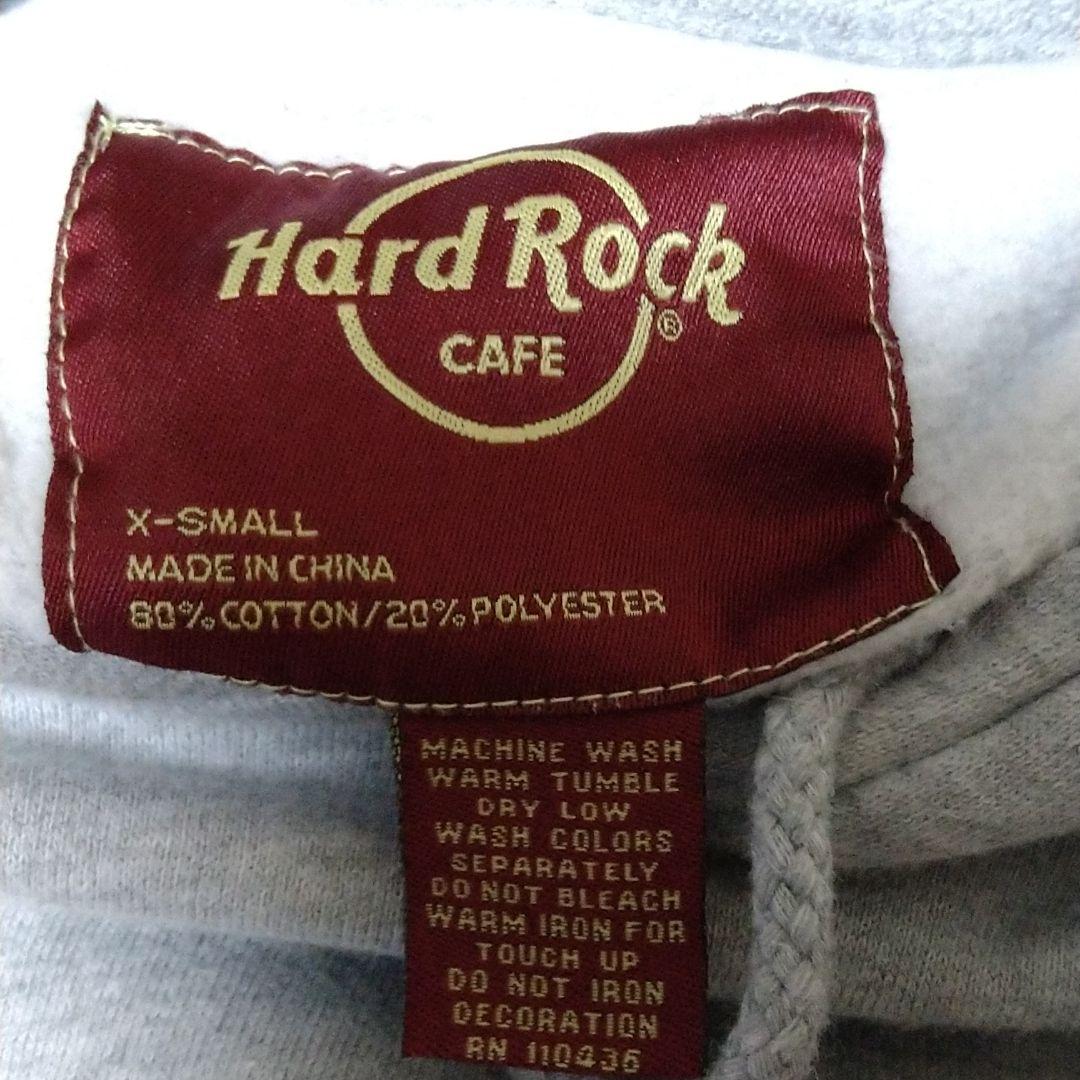 Hard Rock
CAFE
®
X-SMALL
MADE IN CHINA
80% COTTON/20% POLYESTER
MACHINE WASH
WARM TUMBLE
DRY LOW
WASH COLORS
SEPARATELY
DO NOT BLEACH
WARM IRON FOR
TOUCH UP
DO NOT IRON
DECORATION
RN 110436